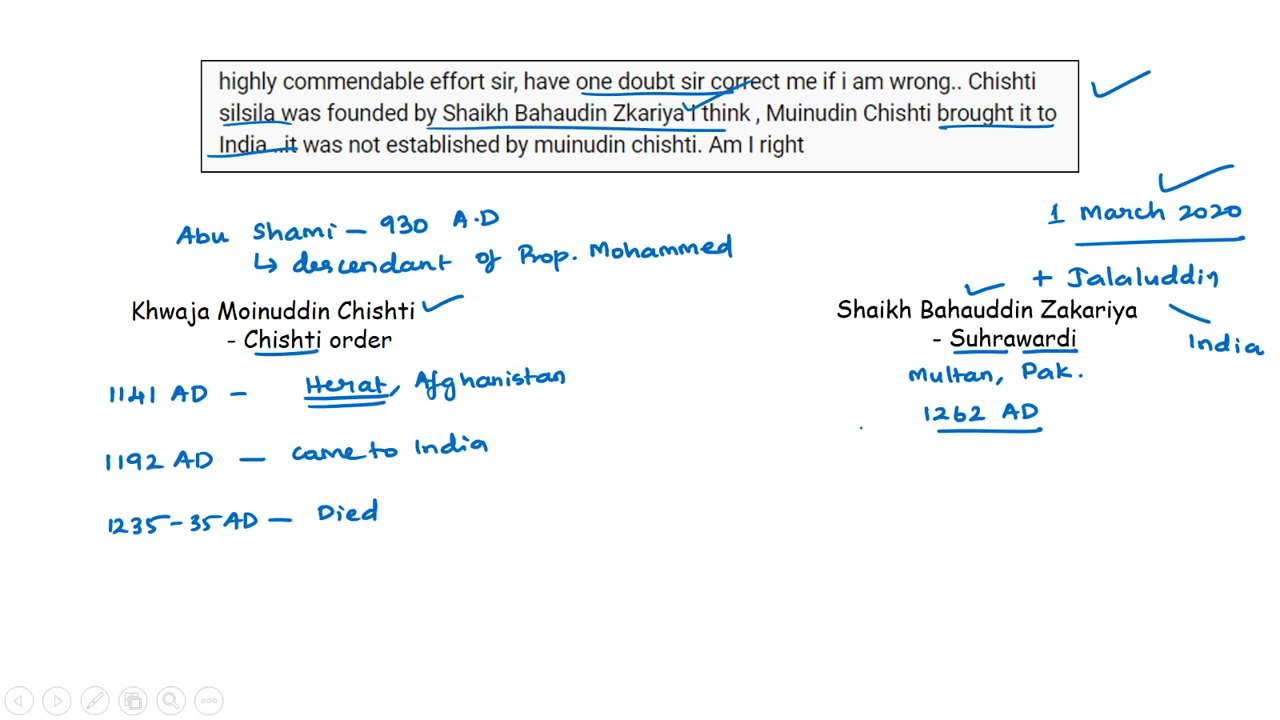 highly commendable effort sir, have one doubt sir correct me if i am wrong.. Chishti
silsila was founded by Shaikh Bahaudin Zkariya i think , Muinudin Chishti brought it to
India...it was not established by muinudin chishti. Am I right
1 March 2020
Abu Shami - 930 A.D
↳ descendant of Prop. Mohammed
+ Jalaluddin
India
Khwaja Moinuddin Chishti
- Chishti order
1141 AD - Herat, Afghanistan
1192 AD - came to India
1235-35 AD - Died
Shaikh Bahauddin Zakariya
- Suhrawardi
Multan, Pak.
1262 AD